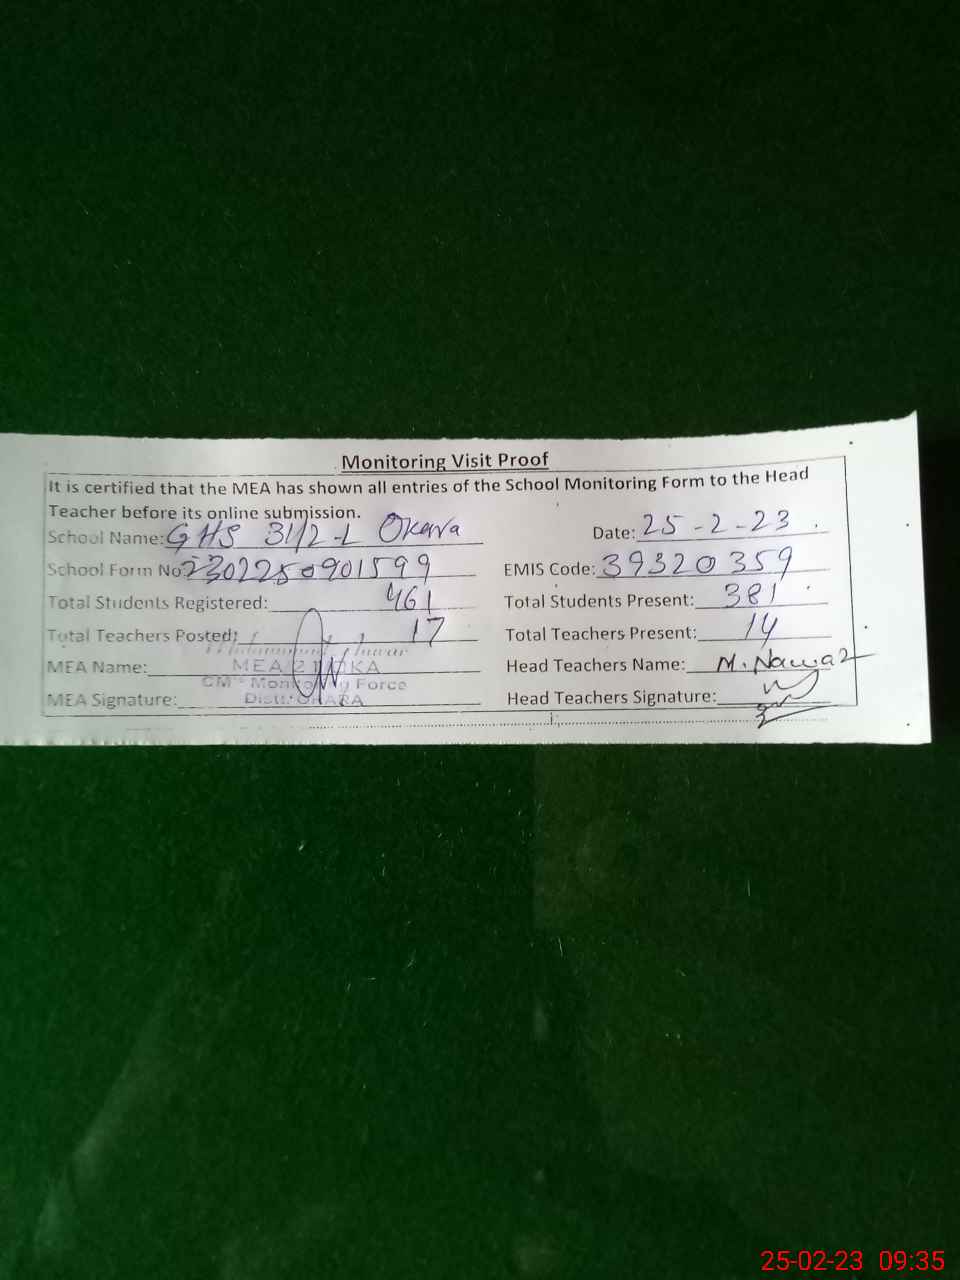 Monitoring Visit Proof
It is certified that the MEA has shown all entries of the School Monitoring Form to the Head
Teacher before its online submission.
School Name: GHS 31/2-L Okara Date: 25-2-23
School Form No: 2302250901599 EMIS Code: 39320359
Total Students Registered: 461 Total Students Present: 381
Total Teachers Posted: 17 Total Teachers Present: 14
MEA Name: MEA Head Teachers Name: M. Nawaz
CM's Monitoring Force
MEA Signature: Distt: OKARA Head Teachers Signature:
25-02-23 09:35